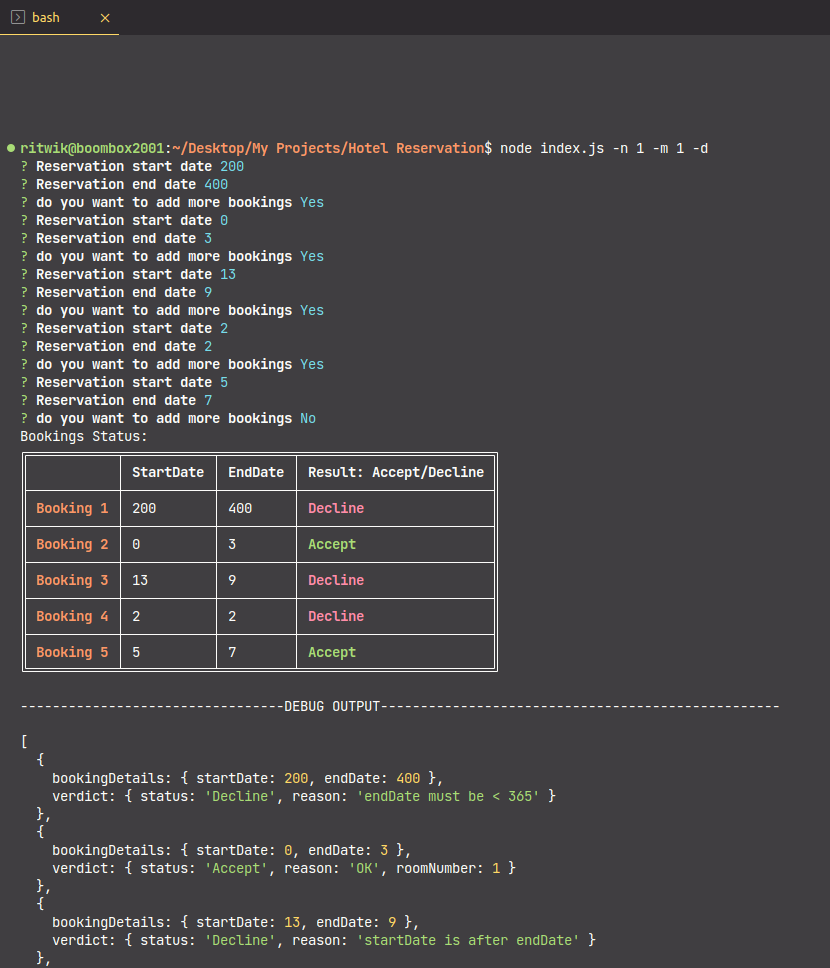 bash
ritwik@boombox2001:~/Desktop/My Projects/Hotel Reservation$ node index.js -n 1 -m 1 -d
? Reservation start date 200
? Reservation end date 400
? do you want to add more bookings Yes
? Reservation start date 0
? Reservation end date 3
? do you want to add more bookings Yes
? Reservation start date 13
? Reservation end date 9
? do you want to add more bookings Yes
? Reservation start date 2
? Reservation end date 2
? do you want to add more bookings Yes
? Reservation start date 5
? Reservation end date 7
? do you want to add more bookings No
Bookings Status:
StartDate EndDate Result: Accept/Decline
Booking 1 200 400 Decline
Booking 2 0 3 Accept
Booking 3 13 9 Decline
Booking 4 2 2 Decline
Booking 5 5 7 Accept
---------------------------------DEBUG OUTPUT--------------------------------------------------
[
  {
    bookingDetails: { startDate: 200, endDate: 400 },
    verdict: { status: 'Decline', reason: 'endDate must be < 365' }
  },
  {
    bookingDetails: { startDate: 0, endDate: 3 },
    verdict: { status: 'Accept', reason: 'OK', roomNumber: 1 }
  },
  {
    bookingDetails: { startDate: 13, endDate: 9 },
    verdict: { status: 'Decline', reason: 'startDate is after endDate' }
  },